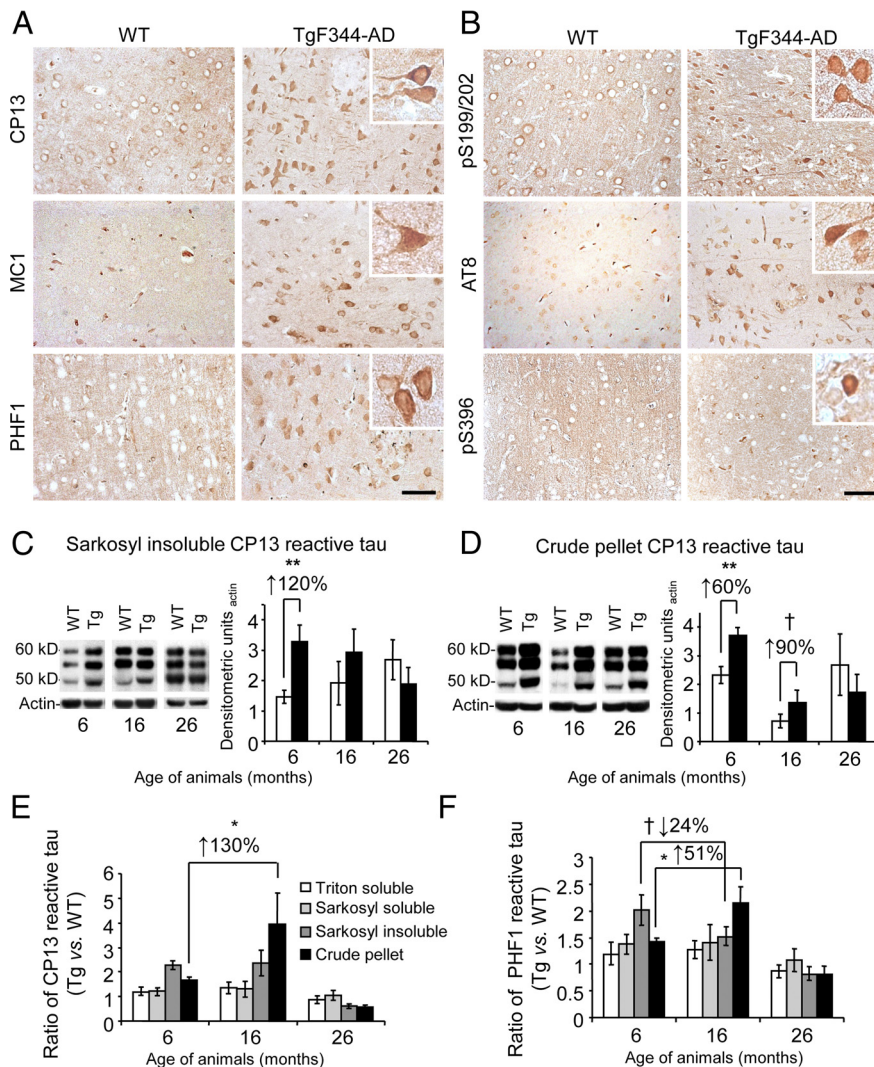 A
WT
TgF344-AD
CP13
MC1
PHF1
B
WT
TgF344-AD
pS199/202
AT8
pS396
C
Sarkosyl insoluble CP13 reactive tau
WT
Tg
WT
Tg
WT
Tg
60 kD-
50 kD-
Actin-
6
16
26
Densitometric units actin
4
3
2
1
0
**
↑120%
6
16
26
Age of animals (months)
D
Crude pellet CP13 reactive tau
WT
Tg
WT
Tg
WT
Tg
60 kD-
50 kD-
Actin-
6
16
26
Densitometric units actin
4
3
2
1
0
**
↑60%
†
↑90%
6
16
26
Age of animals (months)
E
Ratio of CP13 reactive tau
(Tg vs. WT)
6
5
4
3
2
1
0
*
↑130%
Triton soluble
Sarkosyl soluble
Sarkosyl insoluble
Crude pellet
6
16
26
Age of animals (months)
F
Ratio of PHF1 reactive tau
(Tg vs. WT)
3
2.5
2
1.5
1
0.5
0
† ↓24%
* ↑51%
6
16
26
Age of animals (months)